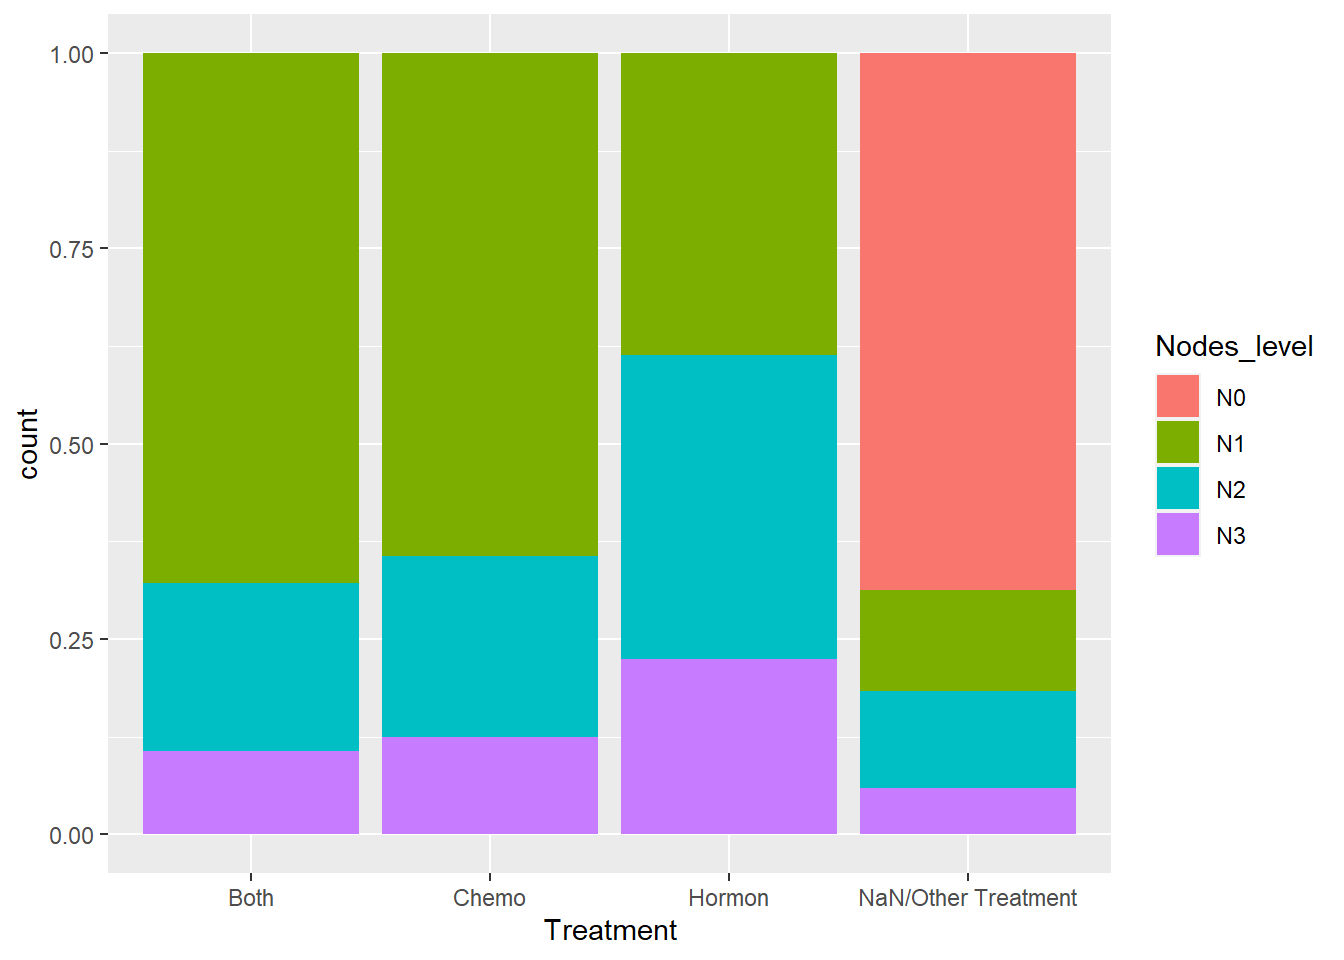 1.00
0.75
0.50
0.25
0.00
count
Both
Chemo
Hormon
NaN/Other Treatment
Treatment
Nodes_level
N0
N1
N2
N3